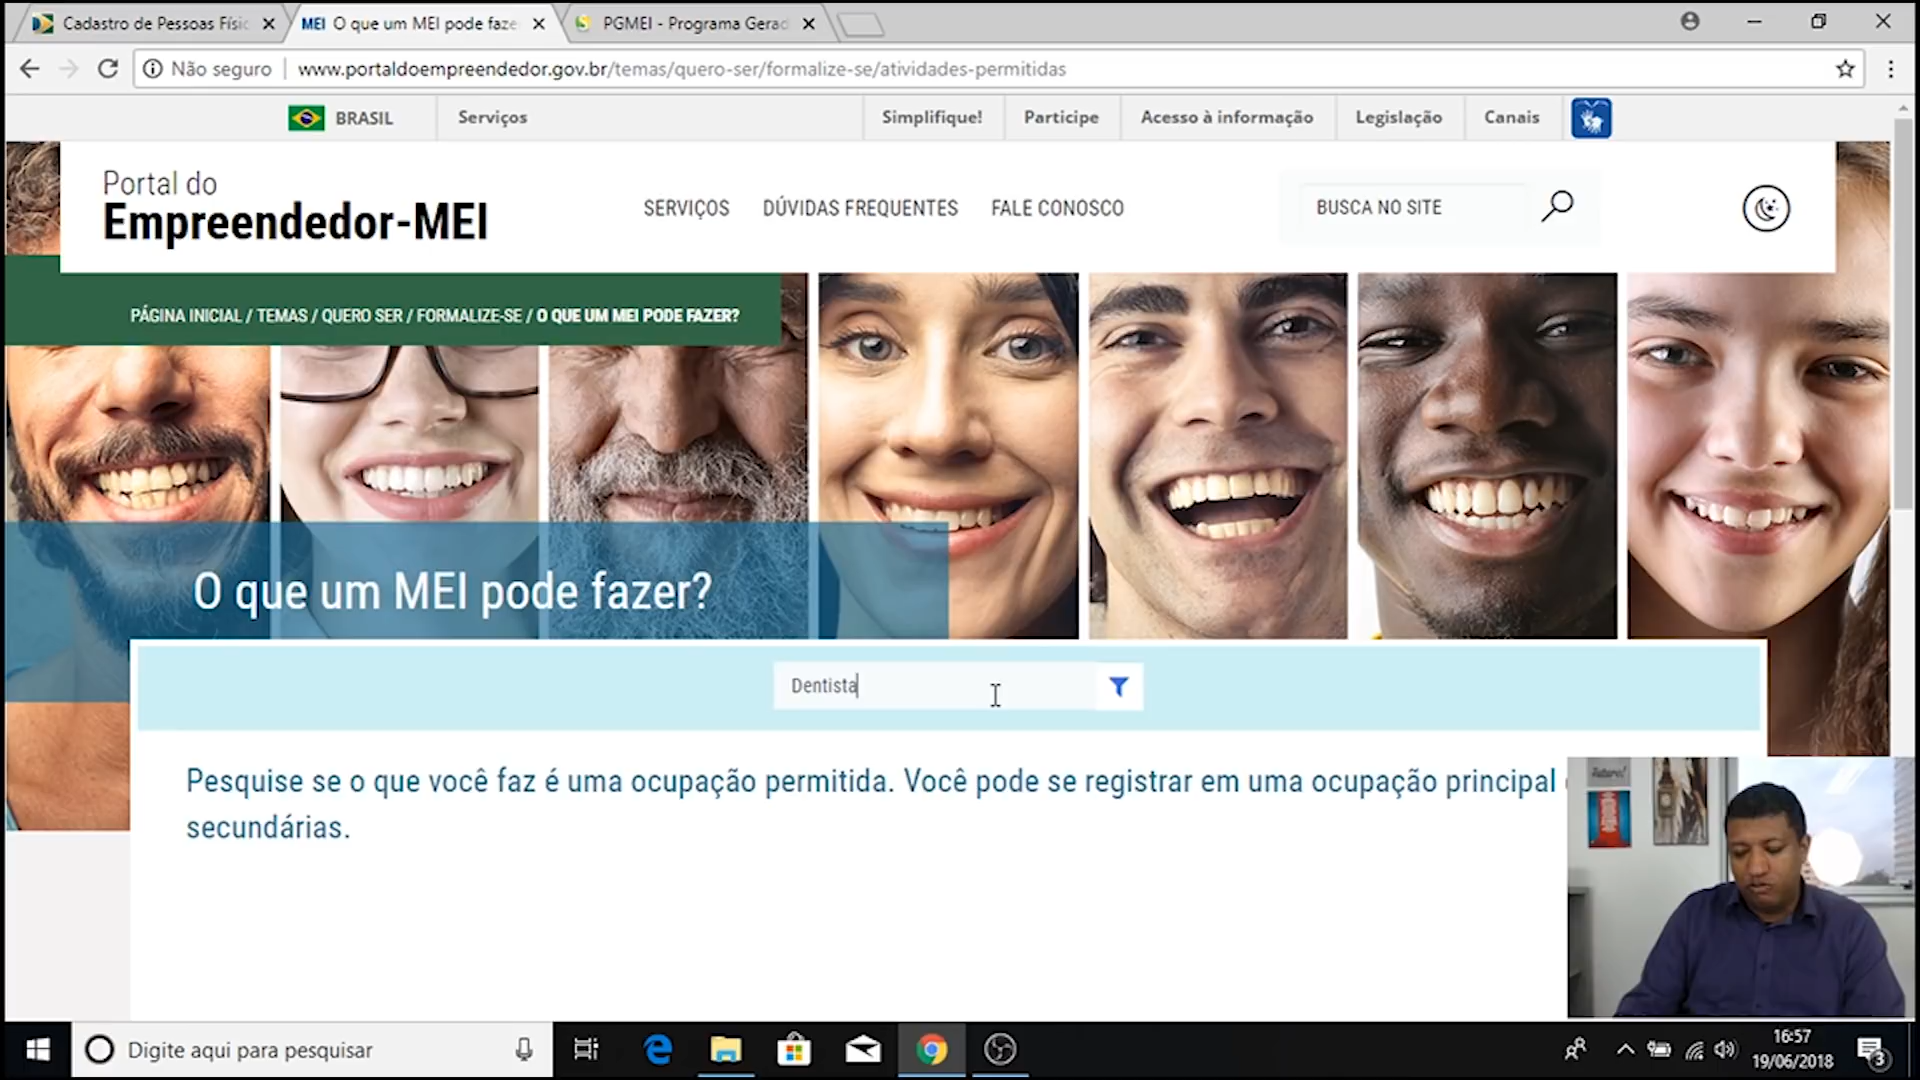 Cadastro de Pessoas Físic
MEI O que um MEI pode faze
PGMEI - Programa Gerad
Não seguro
www.portaldoempreendedor.gov.br/temas/quero-ser/formalize-se/atividades-permitidas
BRASIL
Serviços
Simplifique!
Participe
Acesso à informação
Legislação
Canais
Portal do
Empreendedor-MEI
SERVIÇOS
DÚVIDAS FREQUENTES
FALE CONOSCO
BUSCA NO SITE
PÁGINA INICIAL / TEMAS / QUERO SER / FORMALIZE-SE / O QUE UM MEI PODE FAZER?
O que um MEI pode fazer?
Dentista
Pesquise se o que você faz é uma ocupação permitida. Você pode se registrar em uma ocupação principal
secundárias.
Digite aqui para pesquisar
16:57
19/06/2018
3